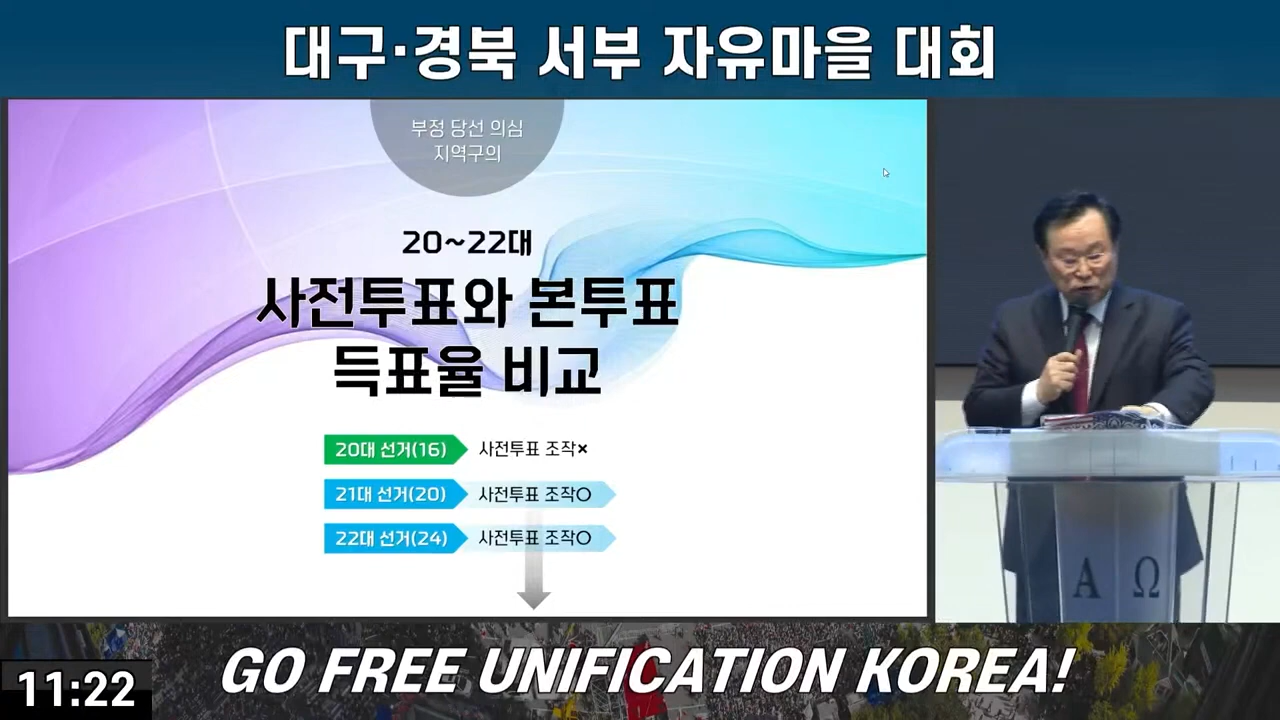 대구·경북 서부 자유마을 대회
부정 당선 의심
지역구의
20~22대
사전투표와 본투표
득표율 비교
20대 선거(16) 사전투표 조작×
21대 선거(20) 사전투표 조작O
22대 선거(24) 사전투표 조작O
Α Ω
GO FREE UNIFICATION KOREA!
11:22